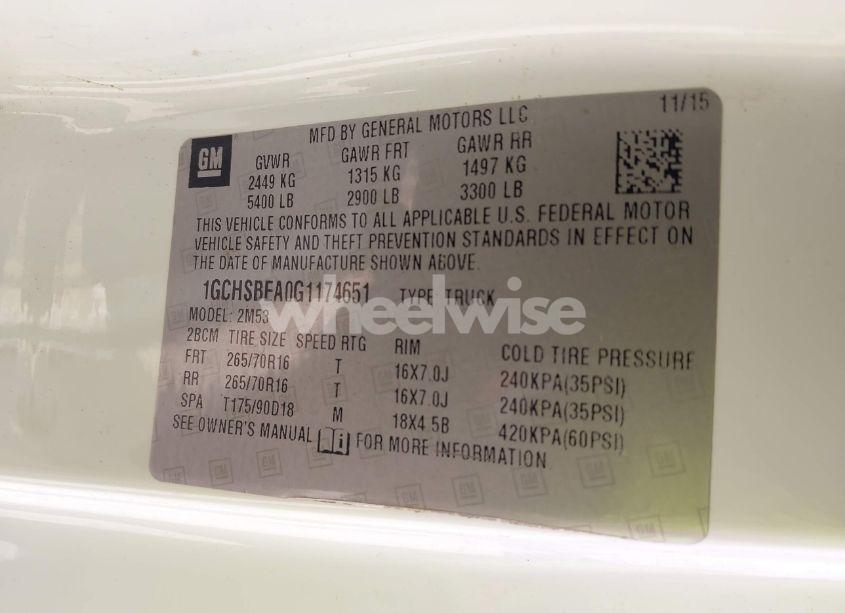 11/15
MFD BY GENERAL MOTORS LLC
GM
GVWR GAWR FRT GAWR RR
2449 KG 1315 KG 1497 KG
5400 LB 2900 LB 3300 LB
THIS VEHICLE CONFORMS TO ALL APPLICABLE U.S. FEDERAL MOTOR
VEHICLE SAFETY AND THEFT PREVENTION STANDARDS IN EFFECT ON
THE DATE OF MANUFACTURE SHOWN ABOVE.
1GCHSBEA0G1174651 TYPE TRUCK
wheelwise
MODEL: 2M53
2BCM TIRE SIZE SPEED RTG RIM COLD TIRE PRESSURE
FRT 265/70R16 T 16X7.0J 240KPA(35PSI)
RR 265/70R16 T 16X7.0J 240KPA(35PSI)
SPA T175/90D18 M 18X4.5B 420KPA(60PSI)
SEE OWNER'S MANUAL FOR MORE INFORMATION